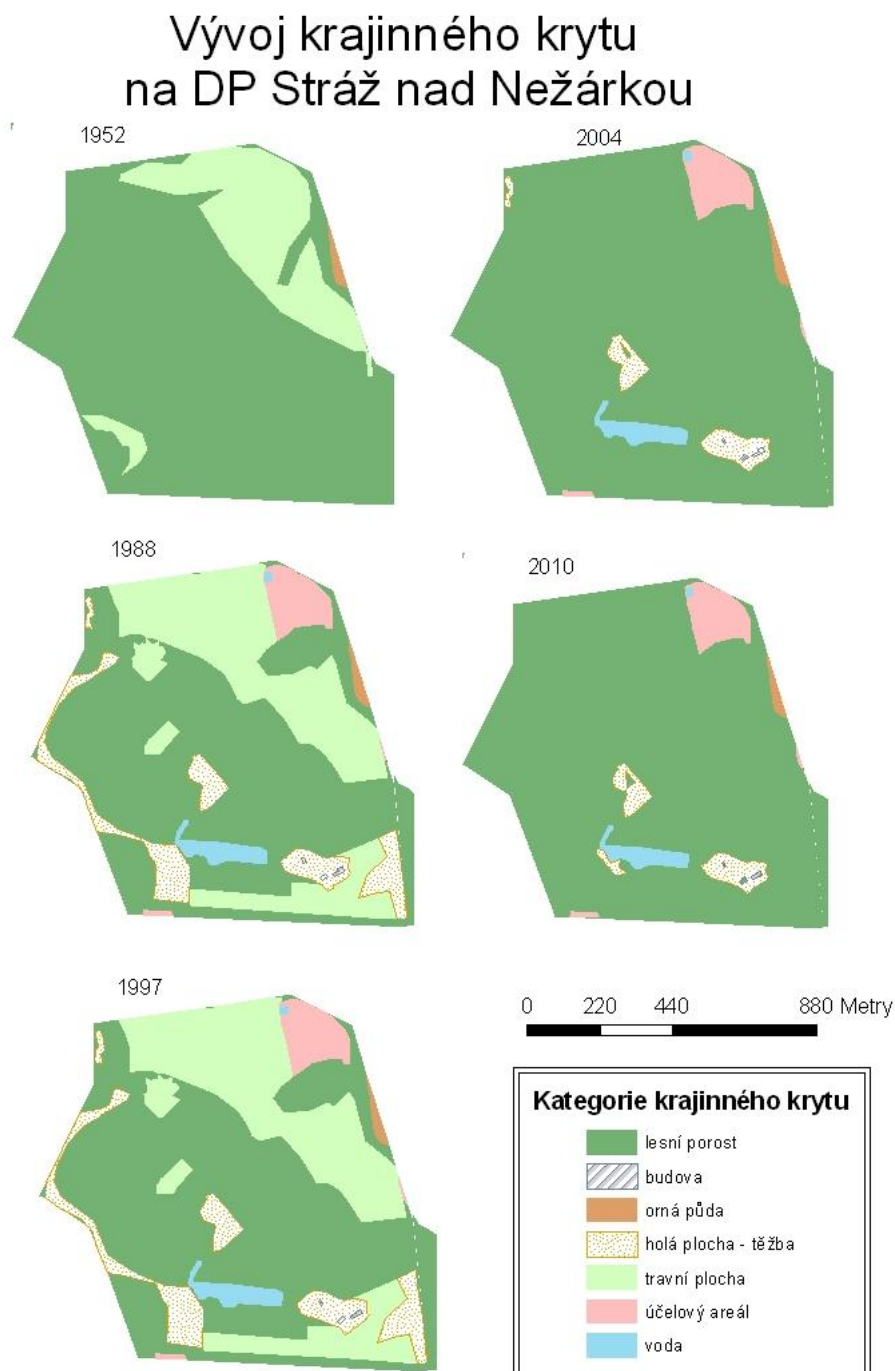 Vývoj krajinného krytu
na DP Stráž nad Nežárkou
1952
2004
1988
2010
1997
0 220 440 880 Metry
Kategorie krajinného krytu
lesní porost
budova
orná půda
holá plocha - těžba
travní plocha
účelový areál
voda